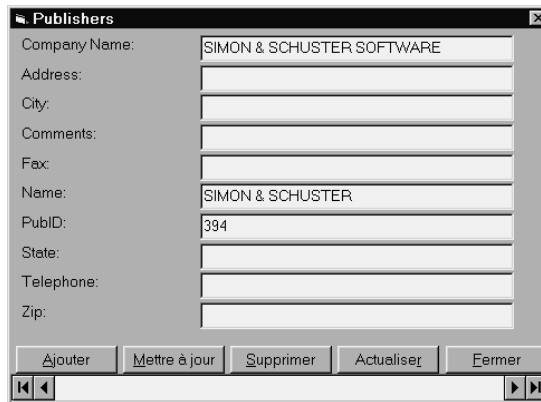 Publishers
Company Name: SIMON & SCHUSTER SOFTWARE
Address:
City:
Comments:
Fax:
Name: SIMON & SCHUSTER
PubID: 394
State:
Telephone:
Zip:
Ajouter Mettre à jour Supprimer Actualiser Fermer